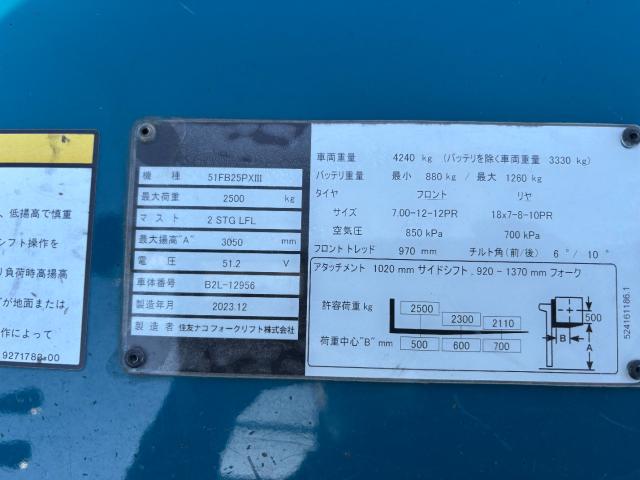 、低揚高で慎重
シフト操作を
り負荷時高揚高
が地面または
作によって
9271782-00
機 種 51FB25PXIII
最大荷重 2500 kg
マスト 2 STG LFL
最大揚高"A" 3050 mm
電 圧 51.2 V
車体番号 B2L-12956
製造年月 2023.12
製造者 住友ナコフォークリフト株式会社
車両重量 4240 kg (バッテリを除く車両重量 3330 kg)
バッテリ重量 最小 880 kg / 最大 1260 kg
タイヤ フロント リヤ
サイズ 7.00-12-12PR 18x7-8-10PR
空気圧 850 kPa 700 kPa
フロントトレッド 970 mm チルト角(前/後) 6°/ 10°
アタッチメント 1020 mm サイドシフト, 920 - 1370 mm フォーク
許容荷重 kg 2500 2300 2110
荷重中心"B" mm 500 600 700
500
B
A
524161186.1